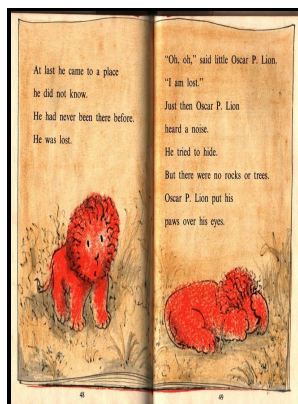 At last he came to a place
he did not know.
He had never been there before.
He was lost.
48
"Oh, oh," said little Oscar P. Lion.
"I am lost."
Just then Oscar P. Lion
heard a noise.
He tried to hide.
But there were no rocks or trees.
Oscar P. Lion put his
paws over his eyes.
49